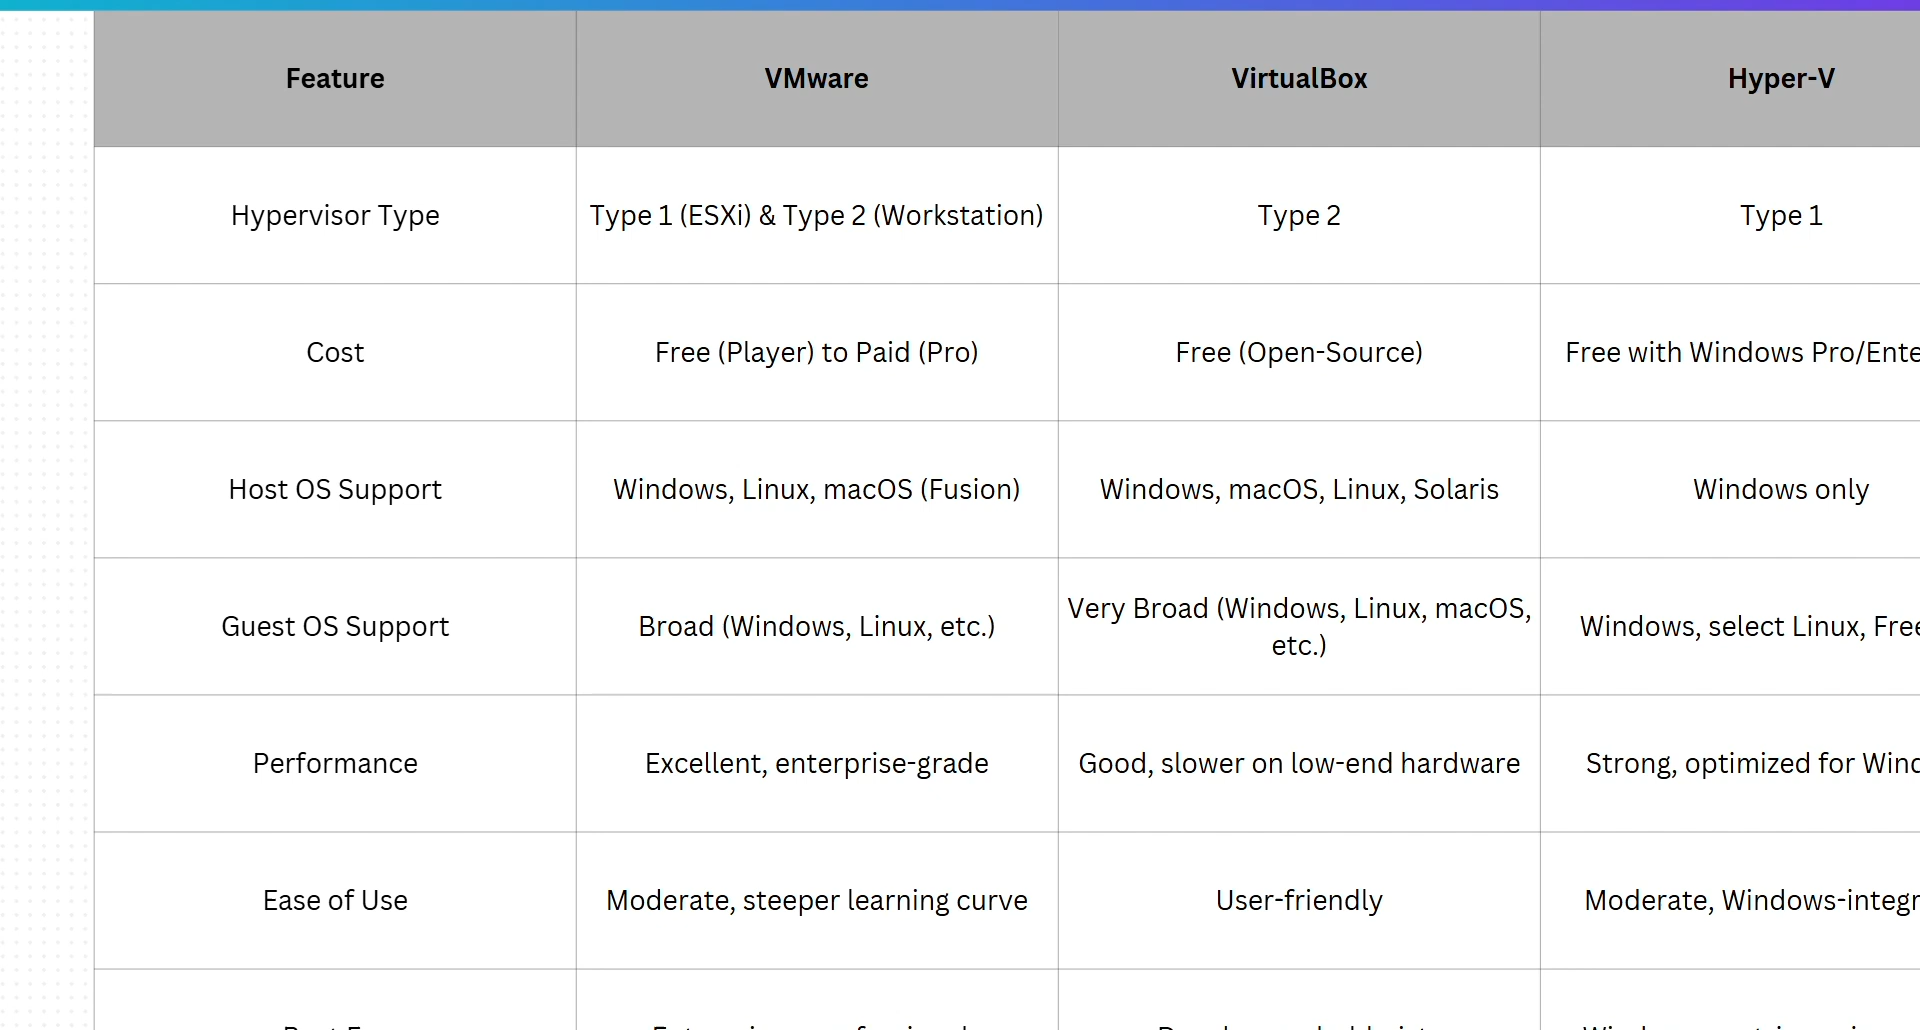 Feature
VMware
VirtualBox
Hyper-V
Hypervisor Type
Type 1 (ESXi) & Type 2 (Workstation)
Type 2
Type 1
Cost
Free (Player) to Paid (Pro)
Free (Open-Source)
Free with Windows Pro/Ente
Host OS Support
Windows, Linux, macOS (Fusion)
Windows, macOS, Linux, Solaris
Windows only
Guest OS Support
Broad (Windows, Linux, etc.)
Very Broad (Windows, Linux, macOS,
etc.)
Windows, select Linux, Free
Performance
Excellent, enterprise-grade
Good, slower on low-end hardware
Strong, optimized for Wind
Ease of Use
Moderate, steeper learning curve
User-friendly
Moderate, Windows-integr